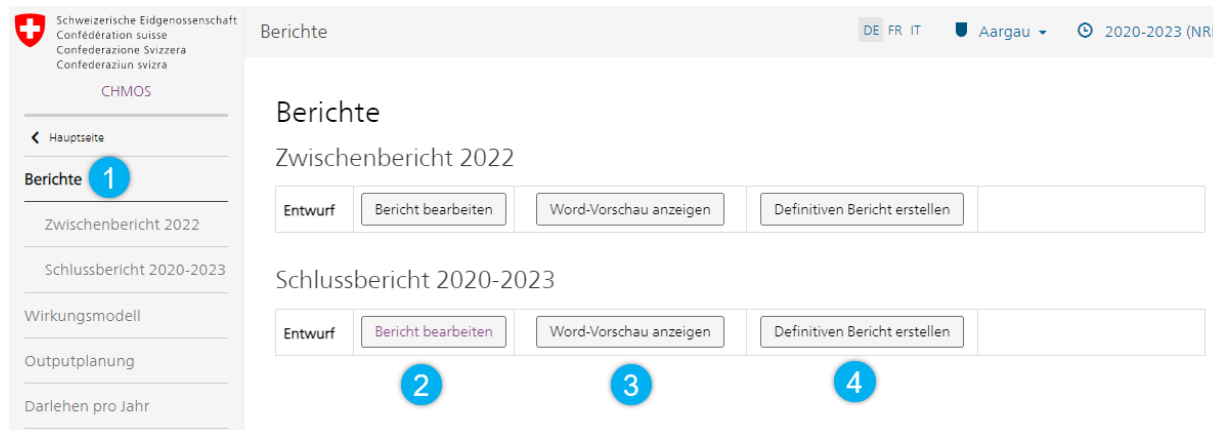 Schweizerische Eidgenossenschaft
Confédération suisse
Confederazione Svizzera
Confederaziun svizra
CHMOS
Hauptseite
Berichte 1
Zwischenbericht 2022
Schlussbericht 2020-2023
Wirkungsmodell
Outputplanung
Darlehen pro Jahr
Berichte DE FR IT Aargau 2020-2023 (NR
Berichte
Zwischenbericht 2022
Entwurf Bericht bearbeiten Word-Vorschau anzeigen Definitiven Bericht erstellen
Schlussbericht 2020-2023
Entwurf Bericht bearbeiten Word-Vorschau anzeigen Definitiven Bericht erstellen
2 3 4